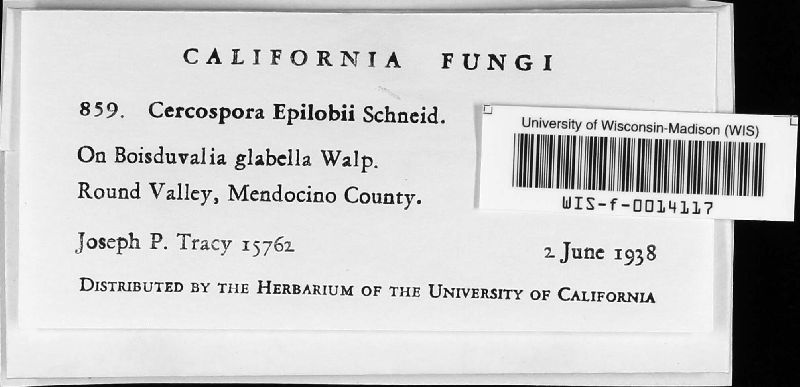 CALIFORNIA FUNGI
859. Cercospora Epilobii Schneid.
On Boisduvalia glabella Walp.
Round Valley, Mendocino County.
Joseph P. Tracy 15762
2 June 1938
DISTRIBUTED BY THE HERBARIUM OF THE UNIVERSITY OF CALIFORNIA
University of Wisconsin-Madison (WIS)
WIS-f-0014117